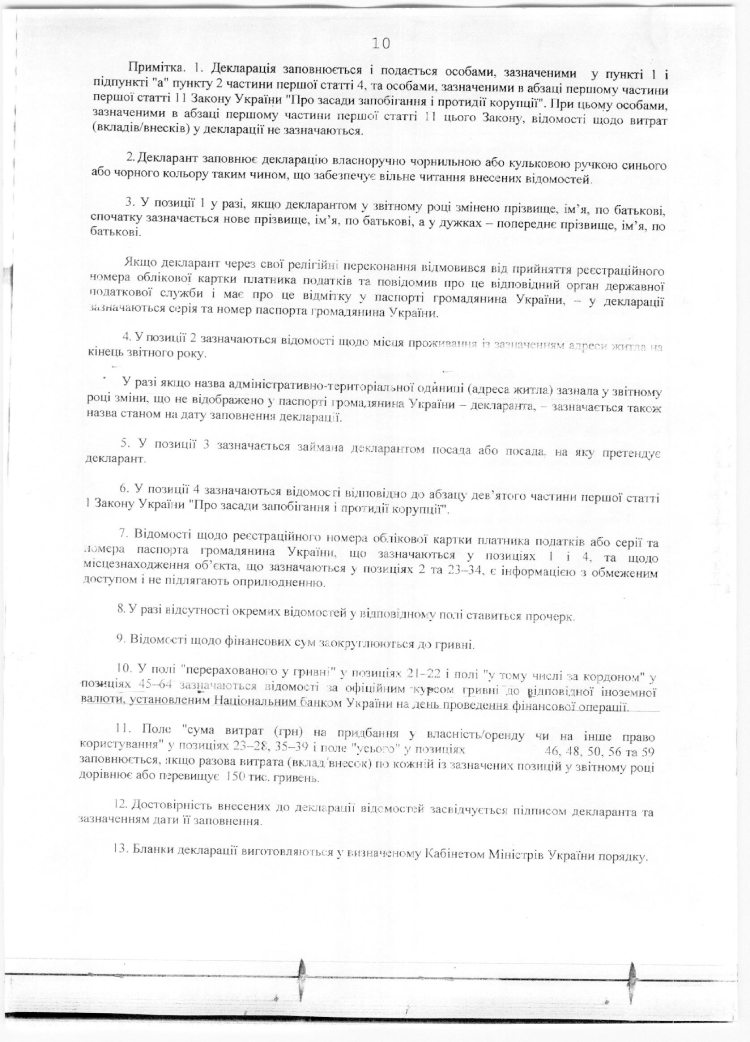 10
Примітка. 1. Декларація заповнюється і подається особами, зазначеними у пункті 1 і
підпункті "а" пункту 2 частини першої статті 4, та особами, зазначеними в абзаці першому частини
першої статті 11 Закону України "Про засади запобігання і протидії корупції". При цьому особами,
зазначеними в абзаці першому частини першої статті 11 цього Закону, відомості щодо витрат
(вкладів/внесків) у декларації не зазначаються.
2. Декларант заповнює декларацію власноручно чорнильною або кульковою ручкою синього
або чорного кольору таким чином, що забезпечує вільне читання внесених відомостей.
3. У позиції 1 у разі, якщо декларантом у звітному році змінено прізвище, ім’я, по батькові,
спочатку зазначається нове прізвище, ім’я, по батькові, а у дужках – попереднє прізвище, ім’я, по
батькові.
Якщо декларант через свої релігійні переконання відмовився від прийняття реєстраційного
номера облікової картки платника податків та повідомив про це відповідний орган державної
податкової служби і має про це відмітку у паспорті громадянина України, – у декларації
зазначаються серія та номер паспорта громадянина України.
4. У позиції 2 зазначаються відомості щодо місця проживання із зазначенням адреси житла на
кінець звітного року.
У разі якщо назва адміністративно-територіальної одиниці (адреса житла) зазнала у звітному
році зміни, що не відображено у паспорті громадянина України – декларанта, – зазначається також
назва станом на дату заповнення декларації.
5. У позиції 3 зазначається займана декларантом посада або посада, на яку претендує
декларант.
6. У позиції 4 зазначаються відомості відповідно до абзацу дев’ятого частини першої статті
1 Закону України "Про засади запобігання і протидії корупції".
7. Відомості щодо реєстраційного номера облікової картки платника податків або серії та
номера паспорта громадянина України, що зазначаються у позиціях 1 і 4, та щодо
місцезнаходження об’єкта, що зазначаються у позиціях 2 та 23–34, є інформацією з обмеженим
доступом і не підлягають оприлюдненню.
8. У разі відсутності окремих відомостей у відповідному полі ставиться прочерк.
9. Відомості щодо фінансових сум заокруглюються до гривні.
10. У полі "перерахованого у гривні" у позиціях 21–22 і полі "у тому числі за кордоном" у
позиціях 45–64 зазначаються відомості за офіційним курсом гривні до відповідної іноземної
валюти, установленим Національним банком України на день проведення фінансової операції.
11. Поле "сума витрат (грн) на придбання у власність/оренду чи на інше право
користування" у позиціях 23–28, 35–39 і поле "усього" у позиціях 46, 48, 50, 56 та 59
заповнюється, якщо разова витрата (вклад/внесок) по кожній із зазначених позицій у звітному році
дорівнює або перевищує 150 тис. гривень.
12. Достовірність внесених до декларації відомостей засвідчується підписом декларанта та
зазначенням дати її заповнення.
13. Бланки декларації виготовляються у визначеному Кабінетом Міністрів України порядку.